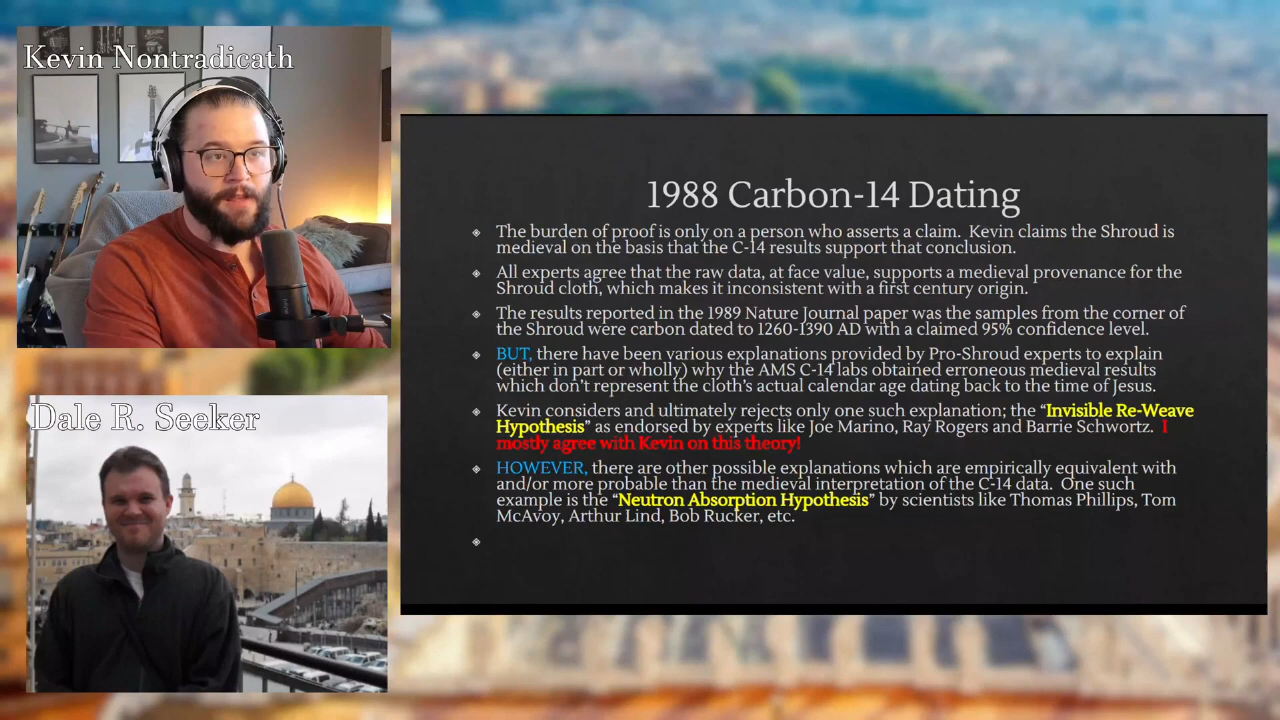 Kevin Nontradicath
Dale R. Seeker
1988 Carbon-14 Dating
The burden of proof is only on a person who asserts a claim. Kevin claims the Shroud is
medieval on the basis that the C-14 results support that conclusion.
All experts agree that the raw data, at face value, supports a medieval provenance for the
Shroud cloth, which makes it inconsistent with a first century origin.
The results reported in the 1989 Nature Journal paper was the samples from the corner of
the Shroud were carbon dated to 1260-1390 AD with a claimed 95% confidence level.
BUT, there have been various explanations provided by Pro-Shroud experts to explain
(either in part or wholly) why the AMS C-14 labs obtained erroneous medieval results
which don't represent the cloth's actual calendar age dating back to the time of Jesus.
Kevin considers and ultimately rejects only one such explanation; the “Invisible Re-Weave
Hypothesis” as endorsed by experts like Joe Marino, Ray Rogers and Barrie Schwortz. I
mostly agree with Kevin on this theory!
HOWEVER, there are other possible explanations which are empirically equivalent with
and/or more probable than the medieval interpretation of the C-14 data. One such
example is the “Neutron Absorption Hypothesis” by scientists like Thomas Phillips, Tom
McAvoy, Arthur Lind, Bob Rucker, etc.